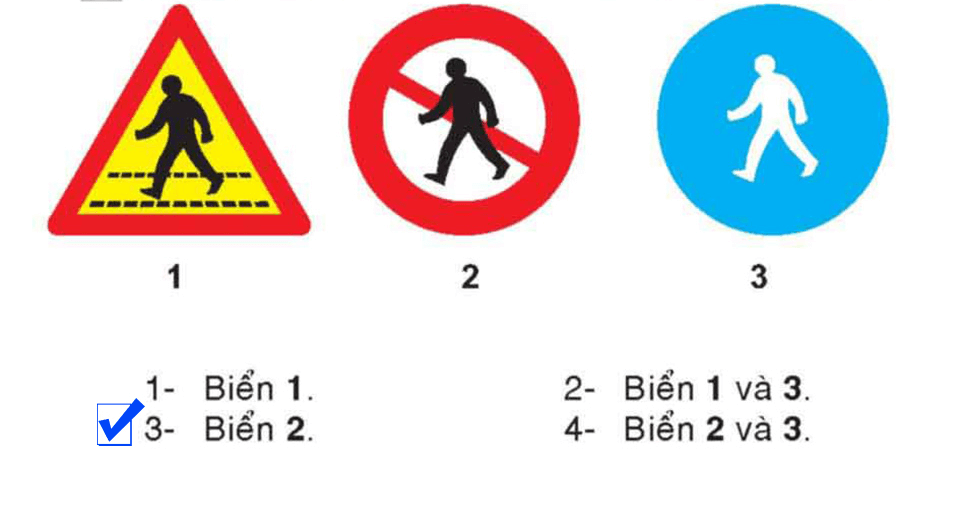 1 2 3
1- Biển 1. 2- Biển 1 và 3.
3- Biển 2. 4- Biển 2 và 3.